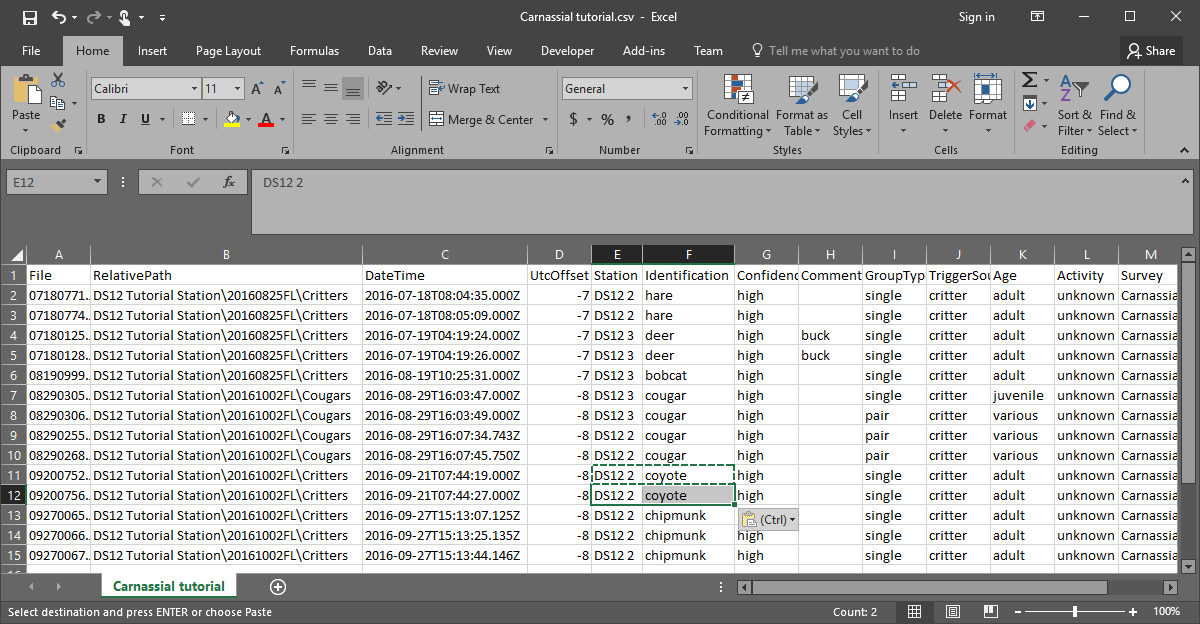 Carnassial tutorial.csv - Excel
Sign in
File Home Insert Page Layout Formulas Data Review View Developer Add-ins Team Tell me what you want to do Share
Calibri 11 Wrap Text General
Paste Conditional Formatting Format as Table Cell Styles Insert Delete Format Sort & Filter Find & Select
B I U A Merge & Center $ % ,
Clipboard Font Alignment Number Styles Cells Editing
E12 fx DS12 2
A B C D E F G H I J K L M
1 File RelativePath DateTime UtcOffset Station Identification Confidenc Comment GroupTyp TriggerSou Age Activity Survey
2 07180771.. DS12 Tutorial Station\20160825FL\Critters 2016-07-18T08:04:35.000Z -7 DS12 2 hare high single critter adult unknown Carnassia
3 07180774.. DS12 Tutorial Station\20160825FL\Critters 2016-07-18T08:05:09.000Z -7 DS12 2 hare high single critter adult unknown Carnassia
4 07180125.. DS12 Tutorial Station\20160825FL\Critters 2016-07-19T04:19:24.000Z -7 DS12 3 deer high buck single critter adult unknown Carnassia
5 07180128.. DS12 Tutorial Station\20160825FL\Critters 2016-07-19T04:19:26.000Z -7 DS12 3 deer high buck single critter adult unknown Carnassia
6 08190999.. DS12 Tutorial Station\20160825FL\Critters 2016-08-19T10:25:31.000Z -7 DS12 3 bobcat high single critter adult unknown Carnassia
7 08290305.. DS12 Tutorial Station\20161002FL\Cougars 2016-08-29T16:03:47.000Z -8 DS12 3 cougar high single critter juvenile unknown Carnassia
8 08290306.. DS12 Tutorial Station\20161002FL\Cougars 2016-08-29T16:03:49.000Z -8 DS12 3 cougar high pair critter various unknown Carnassia
9 08290255.. DS12 Tutorial Station\20161002FL\Cougars 2016-08-29T16:07:34.743Z -8 DS12 2 cougar high pair critter various unknown Carnassia
10 08290268.. DS12 Tutorial Station\20161002FL\Cougars 2016-08-29T16:07:45.750Z -8 DS12 2 cougar high pair critter various unknown Carnassia
11 09200752.. DS12 Tutorial Station\20161002FL\Critters 2016-09-21T07:44:19.000Z -8 DS12 2 coyote high single critter adult unknown Carnassia
12 09200756.. DS12 Tutorial Station\20161002FL\Critters 2016-09-21T07:44:27.000Z -8 DS12 2 coyote high single critter adult unknown Carnassia
13 09270065.. DS12 Tutorial Station\20161002FL\Critters 2016-09-27T15:13:07.125Z -8 DS12 2 chipmunk (Ctrl) single critter adult unknown Carnassia
14 09270066.. DS12 Tutorial Station\20161002FL\Critters 2016-09-27T15:13:25.135Z -8 DS12 2 chipmunk high single critter adult unknown Carnassia
15 09270067.. DS12 Tutorial Station\20161002FL\Critters 2016-09-27T15:13:44.146Z -8 DS12 2 chipmunk high single critter adult unknown Carnassia
Carnassial tutorial
Select destination and press ENTER or choose Paste Count: 2 100%